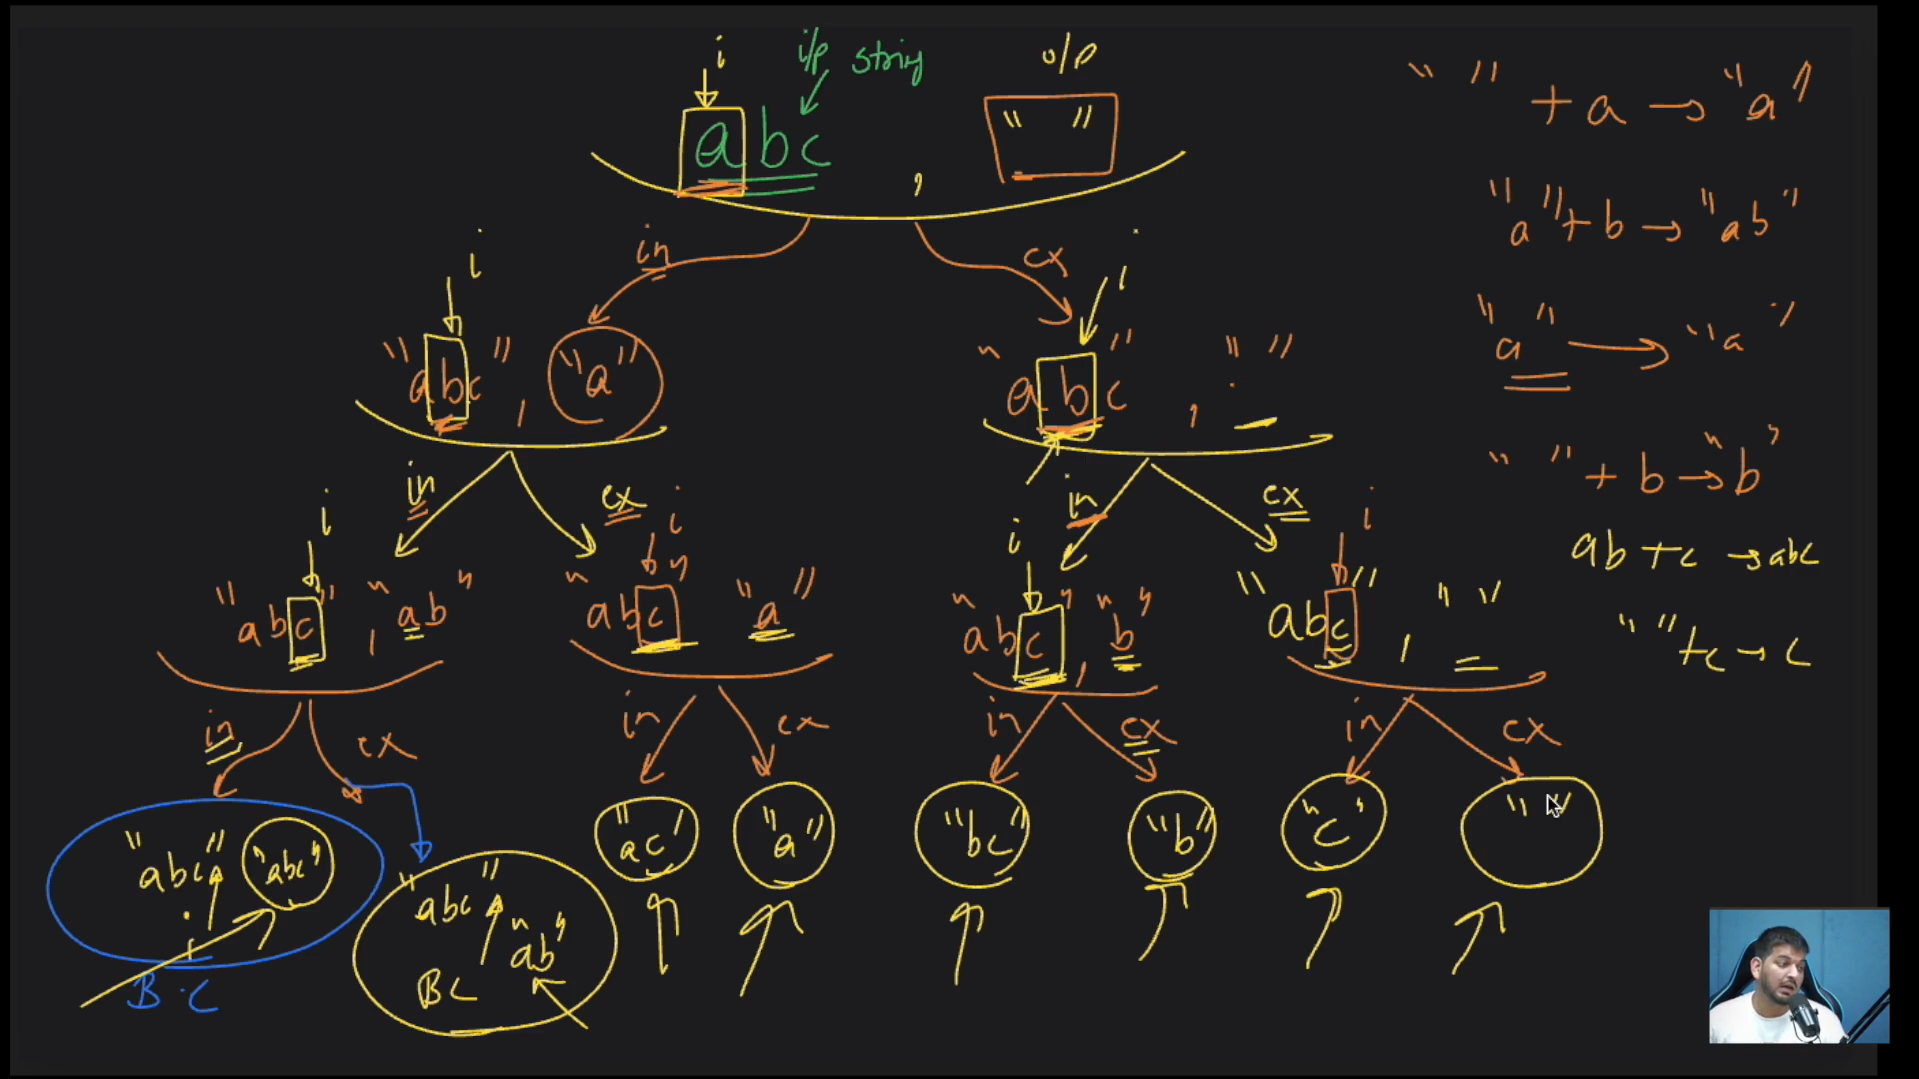 i i/p string o/p
abc , " "
" " + a → "a"
"a" + b → "ab"
in ex
i i
"abc" , "a" "abc" , " "
"a" → "a"
" " + b → "b"
in ex in ex
i i i i
ab + c → abc
"abc" , "ab" "abc" "a" "abc" , "b" "abc" , " "
" " + c → c
in ex in ex in ex in ex
"abc" "abc" "abc" "ab" "ac" "a" "bc" "b" "c" " "
B.C BC